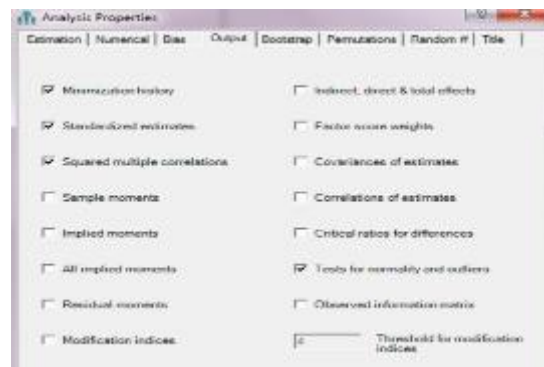 Analysis Properties
Estimation | Numerical | Bias Output Bootstrap | Permutations | Random # | Title
Minimization history
Indirect, direct & total effects
Standardized estimates
Factor score weights
Squared multiple correlations
Covariances of estimates
Sample moments
Correlations of estimates
Implied moments
Critical ratios for differences
All implied moments
Tests for normality and outliers
Residual moments
Observed information matrix
Modification indices
4
Threshold for modification
indices